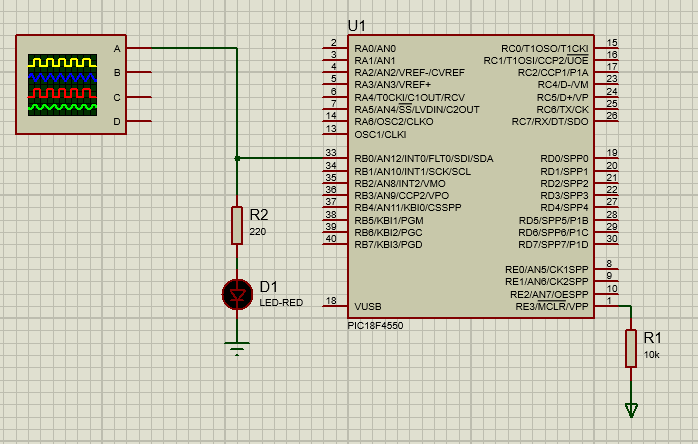 A
B
C
D
R2
220
D1
LED-RED
U1
2 RA0/AN0
3 RA1/AN1
4 RA2/AN2/VREF-/CVREF
5 RA3/AN3/VREF+
6 RA4/T0CKI/C1OUT/RCV
7 RA5/AN4/SS/LVDIN/C2OUT
14 RA6/OSC2/CLKO
13 OSC1/CLKI
33 RB0/AN12/INT0/FLT0/SDI/SDA
34 RB1/AN10/INT1/SCK/SCL
35 RB2/AN8/INT2/VMO
36 RB3/AN9/CCP2/VPO
37 RB4/AN11/KBI0/CSSPP
38 RB5/KBI1/PGM
39 RB6/KBI2/PGC
40 RB7/KBI3/PGD
18 VUSB
RC0/T1OSO/T1CKI 15
RC1/T1OSI/CCP2/UOE 16
RC2/CCP1/P1A 17
RC4/D-/VM 23
RC5/D+/VP 24
RC6/TX/CK 25
RC7/RX/DT/SDO 26
RD0/SPP0 19
RD1/SPP1 20
RD2/SPP2 21
RD3/SPP3 22
RD4/SPP4 27
RD5/SPP5/P1B 28
RD6/SPP6/P1C 29
RD7/SPP7/P1D 30
RE0/AN5/CK1SPP 8
RE1/AN6/CK2SPP 9
RE2/AN7/OESPP 10
RE3/MCLR/VPP 1
PIC18F4550
R1
10k